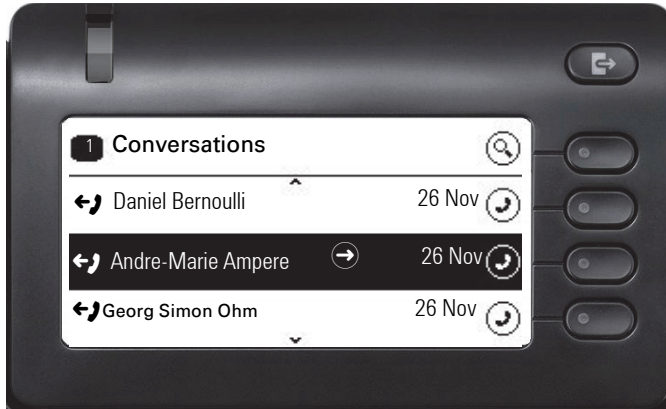 1 Conversations
Daniel Bernoulli 26 Nov
Andre-Marie Ampere 26 Nov
Georg Simon Ohm 26 Nov